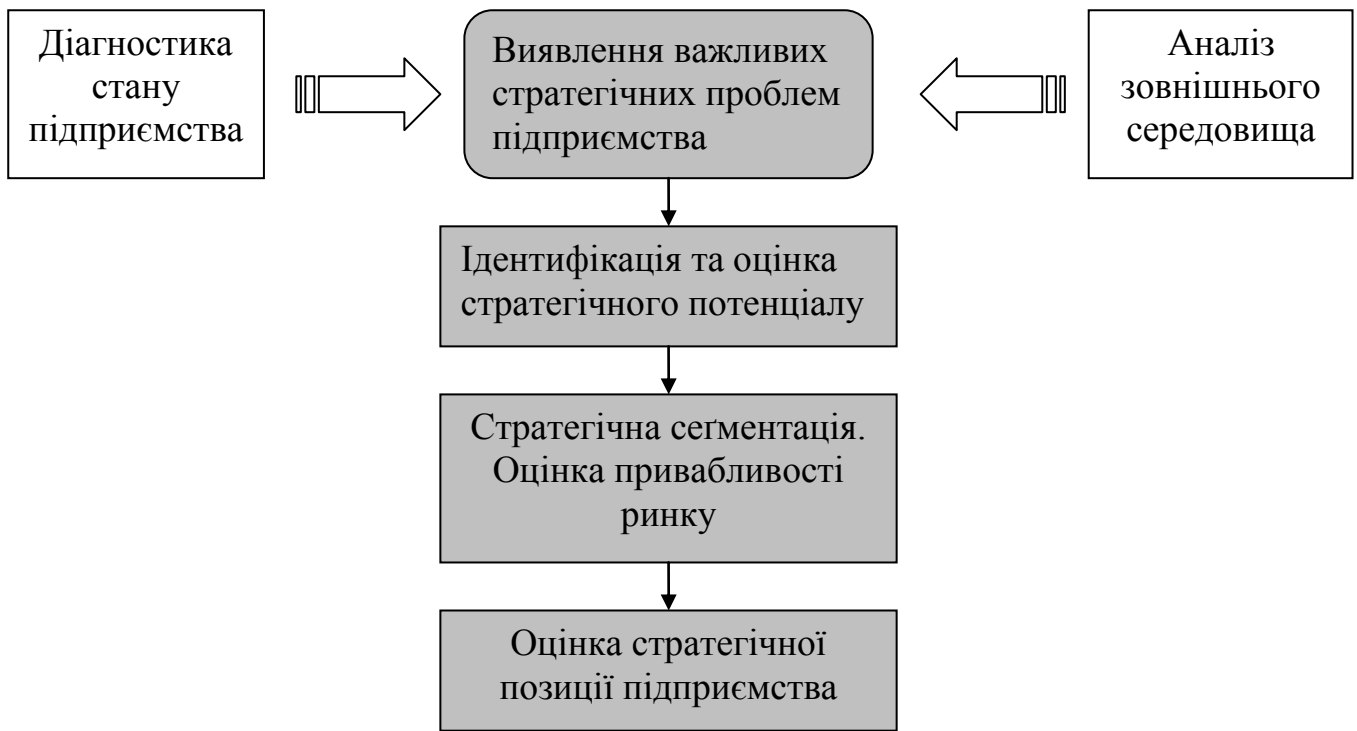 Діагностика
стану
підприємства
Виявлення важливих
стратегічних проблем
підприємства
Аналіз
зовнішнього
середовища
Ідентифікація та оцінка
стратегічного потенціалу
Стратегічна сеґментація.
Оцінка привабливості
ринку
Оцінка стратегічної
позиції підприємства